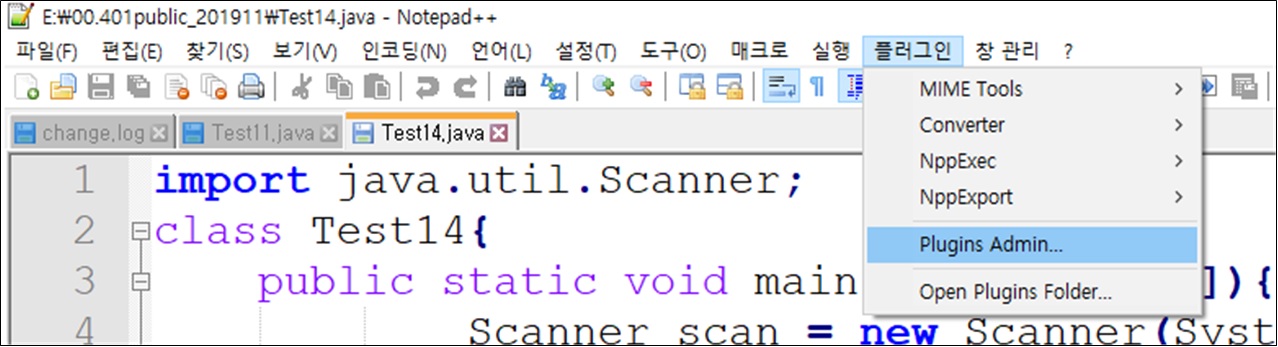 E:₩00.401public_201911₩Test14.java - Notepad++
파일(F) 편집(E) 찾기(S) 보기(V) 인코딩(N) 언어(L) 설정(T) 도구(O) 매크로 실행 플러그인 창 관리 ?
MIME Tools
Converter
NppExec
NppExport
Plugins Admin...
Open Plugins Folder...
change.log Test11.java Test14.java
1 import java.util.Scanner;
2 class Test14{
3 public static void main ]){
4 Scanner scan = new Scanner(Syst